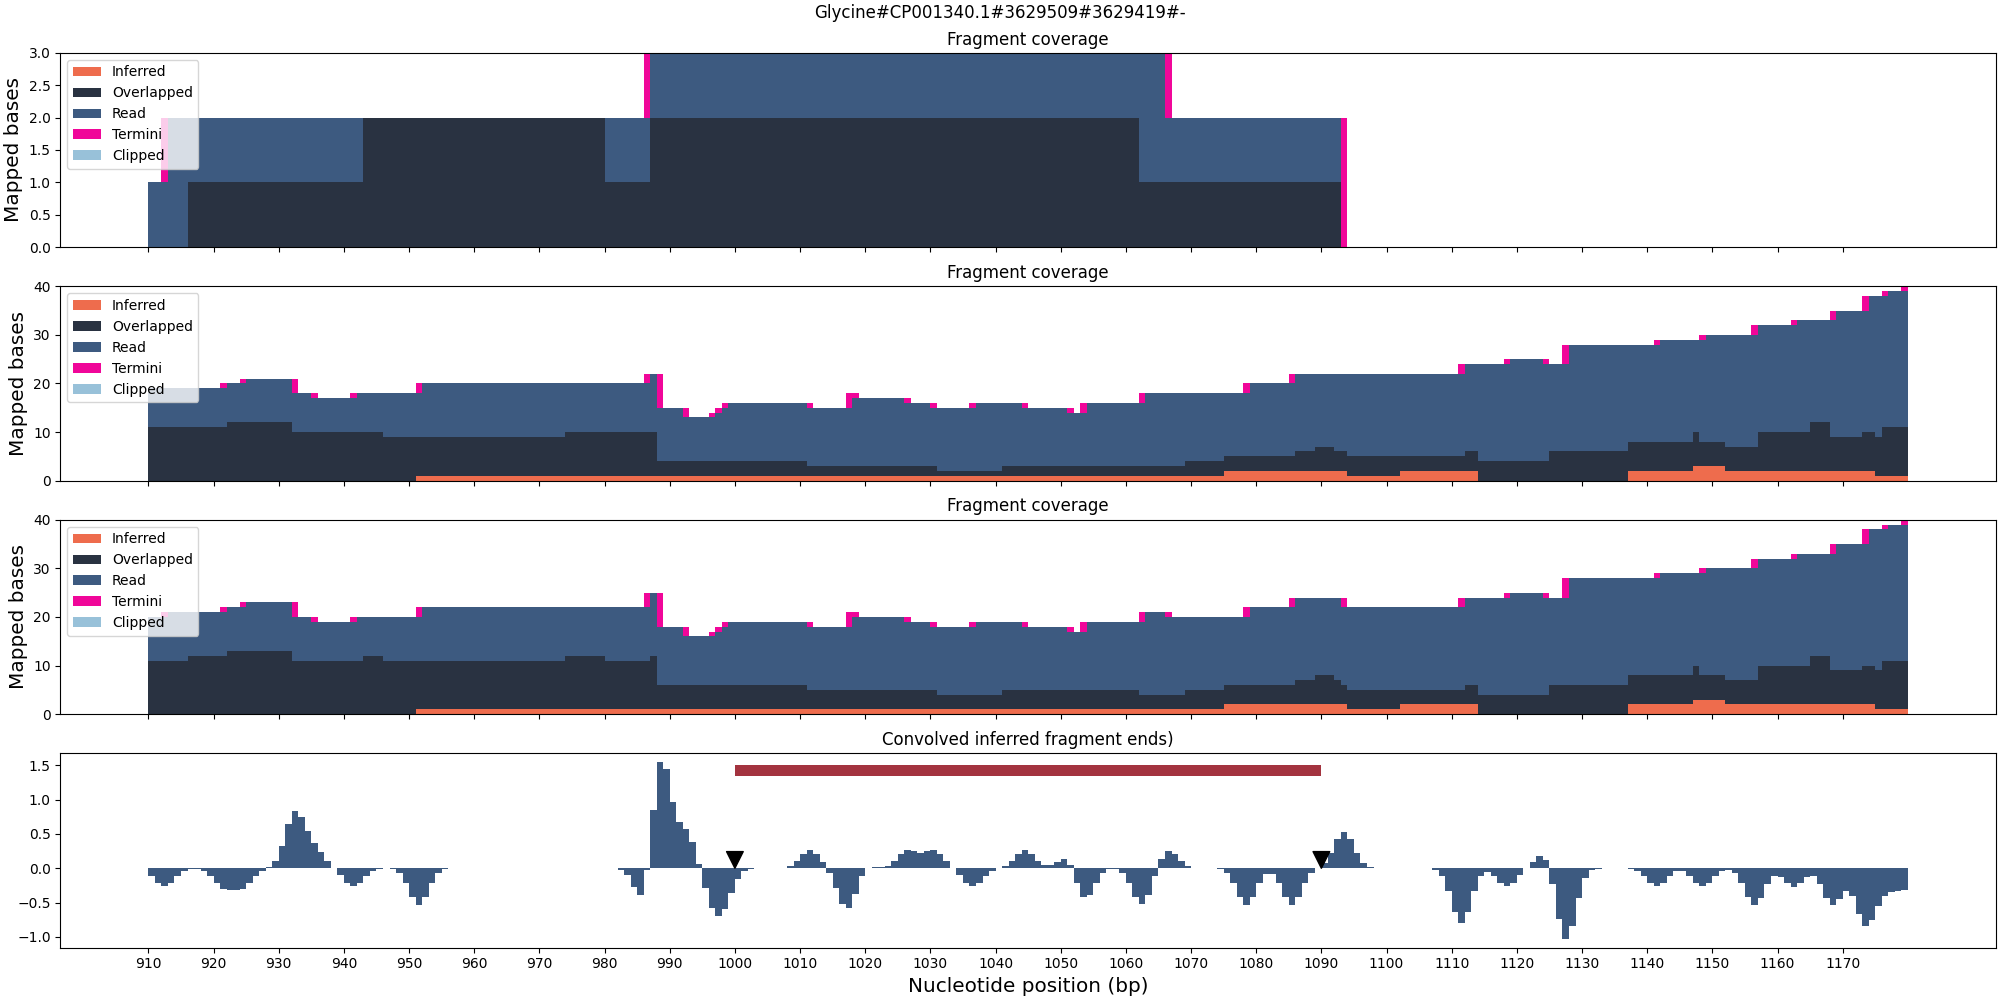 Glycine#CP001340.1#3629509#3629419#-
Fragment coverage
Mapped bases
3.0
2.5
2.0
1.5
1.0
0.5
0.0
Inferred
Overlapped
Read
Termini
Clipped
Fragment coverage
Mapped bases
40
30
20
10
0
Inferred
Overlapped
Read
Termini
Clipped
Fragment coverage
Mapped bases
40
30
20
10
0
Inferred
Overlapped
Read
Termini
Clipped
Convolved inferred fragment ends)
1.5
1.0
0.5
0.0
−0.5
−1.0
910 920 930 940 950 960 970 980 990 1000 1010 1020 1030 1040 1050 1060 1070 1080 1090 1100 1110 1120 1130 1140 1150 1160 1170
Nucleotide position (bp)